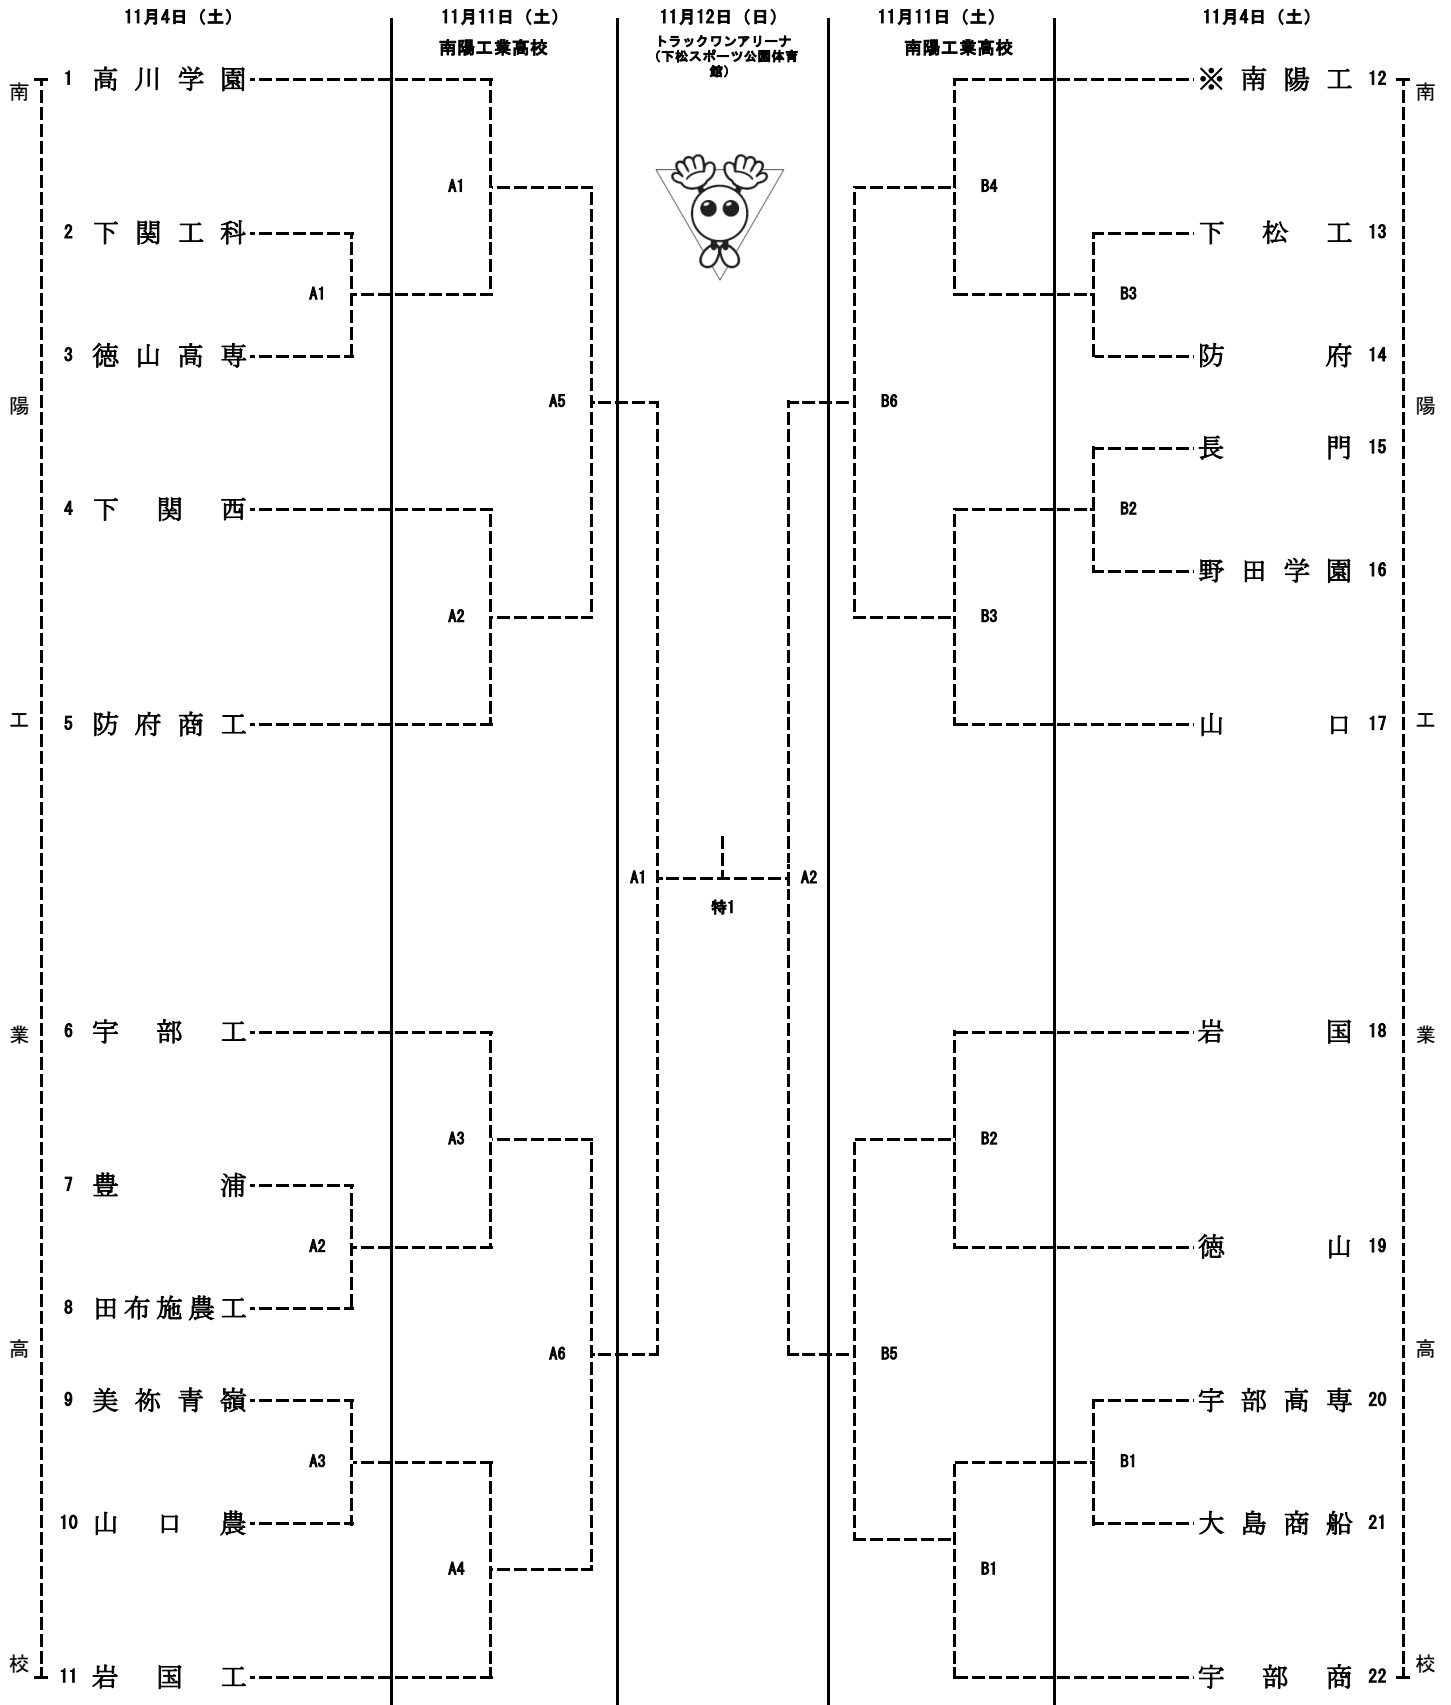 11月4日（土）
11月11日（土）
11月12日（日）
11月11日（土）
11月4日（土）
南陽工業高校
トラックワンアリーナ
（下松スポーツ公園体育
館）
南陽工業高校
南陽工業高校
1 高川学園
2 下関工科
3 徳山高専
4 下関西
5 防府商工
6 宇部工
7 豊浦
8 田布施農工
9 美祢青嶺
10 山口農
11 岩国工
A1
A2
A3
A1
A2
A3
A4
A5
A6
A1
特1
A2
B6
B5
B4
B3
B2
B1
B3
B2
B1
※南陽工 12
下松工 13
防府 14
長門 15
野田学園 16
山口 17
岩国 18
徳山 19
宇部高専 20
大島商船 21
宇部商 22
南陽工業高校